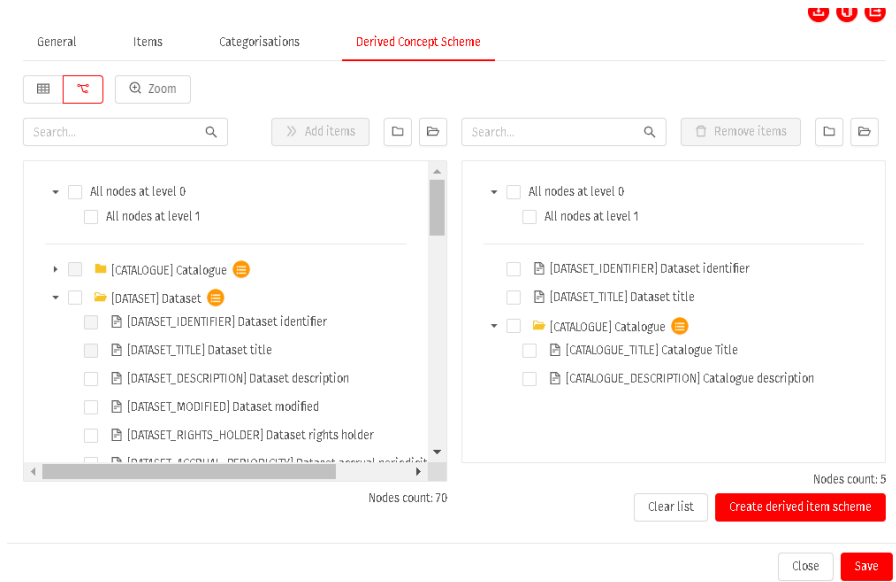 General Items Categorisations Derived Concept Scheme
Zoom
Search... Add items Search... Remove items
All nodes at level 0 All nodes at level 0
All nodes at level 1 All nodes at level 1
[CATALOGUE] Catalogue [DATASET_IDENTIFIER] Dataset identifier
[DATASET] Dataset [DATASET_TITLE] Dataset title
[DATASET_IDENTIFIER] Dataset identifier [CATALOGUE] Catalogue
[DATASET_TITLE] Dataset title [CATALOGUE_TITLE] Catalogue Title
[DATASET_DESCRIPTION] Dataset description [CATALOGUE_DESCRIPTION] Catalogue description
[DATASET_MODIFIED] Dataset modified
[DATASET_RIGHTS_HOLDER] Dataset rights holder
[DATASET_ACCRUAL_PERIODICITY] Dataset accrual periodicit
Nodes count: 5
Nodes count: 70
Clear list Create derived item scheme
Close Save